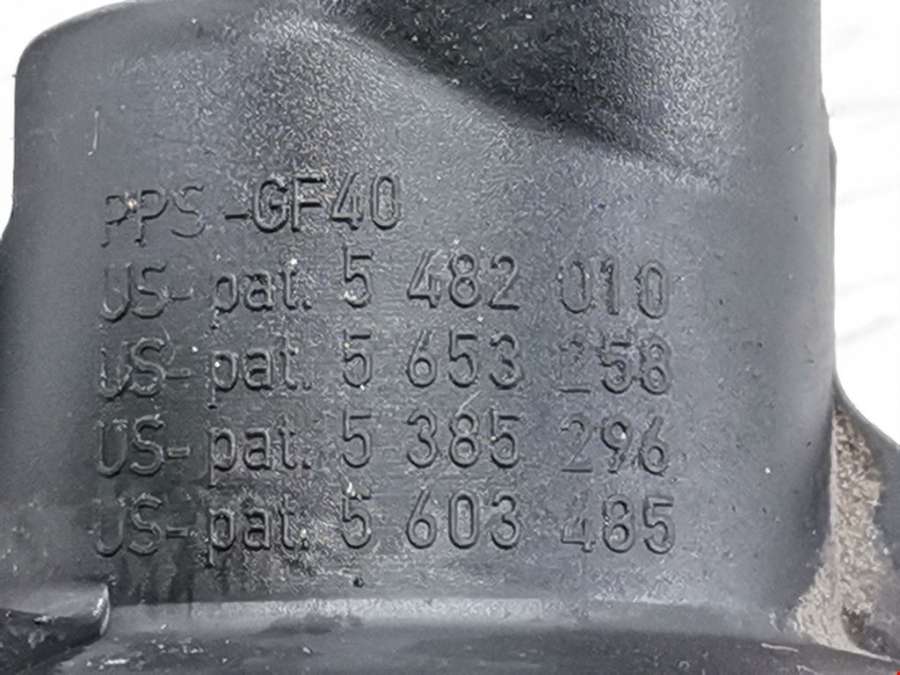 PPS-GF40
US-pat. 5 482 010
US-pat. 5 653 258
US-pat. 5 385 296
US-pat. 5 603 485